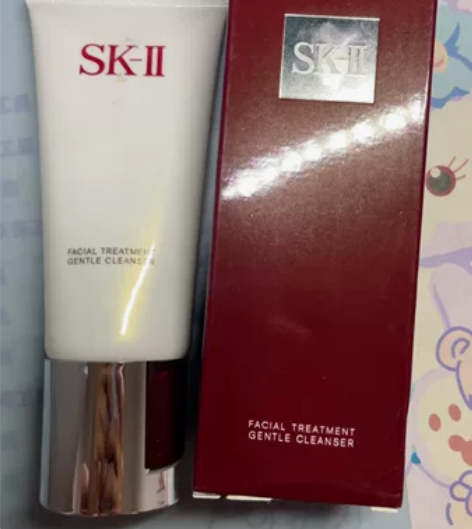 SK-II
FACIAL TREATMENT
GENTLE CLEANSER
SK-II
FACIAL TREATMENT
GENTLE CLEANSER